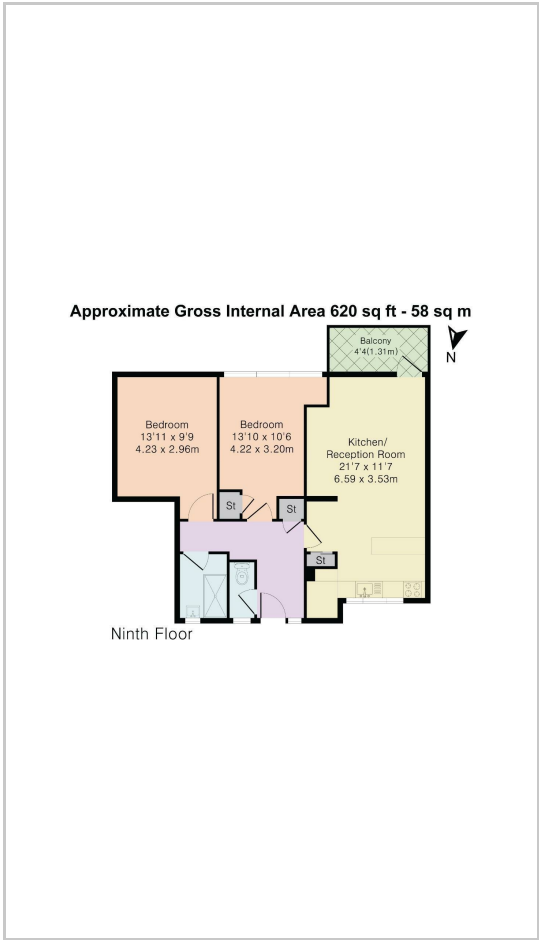 Approximate Gross Internal Area 620 sq ft - 58 sq m
Balcony
4'4(1.31m)
N
Bedroom
13'11 x 9'9
4.23 x 2.96m
Bedroom
13'10 x 10'6
4.22 x 3.20m
Kitchen/
Reception Room
21'7 x 11'7
6.59 x 3.53m
St
St
St
Ninth Floor